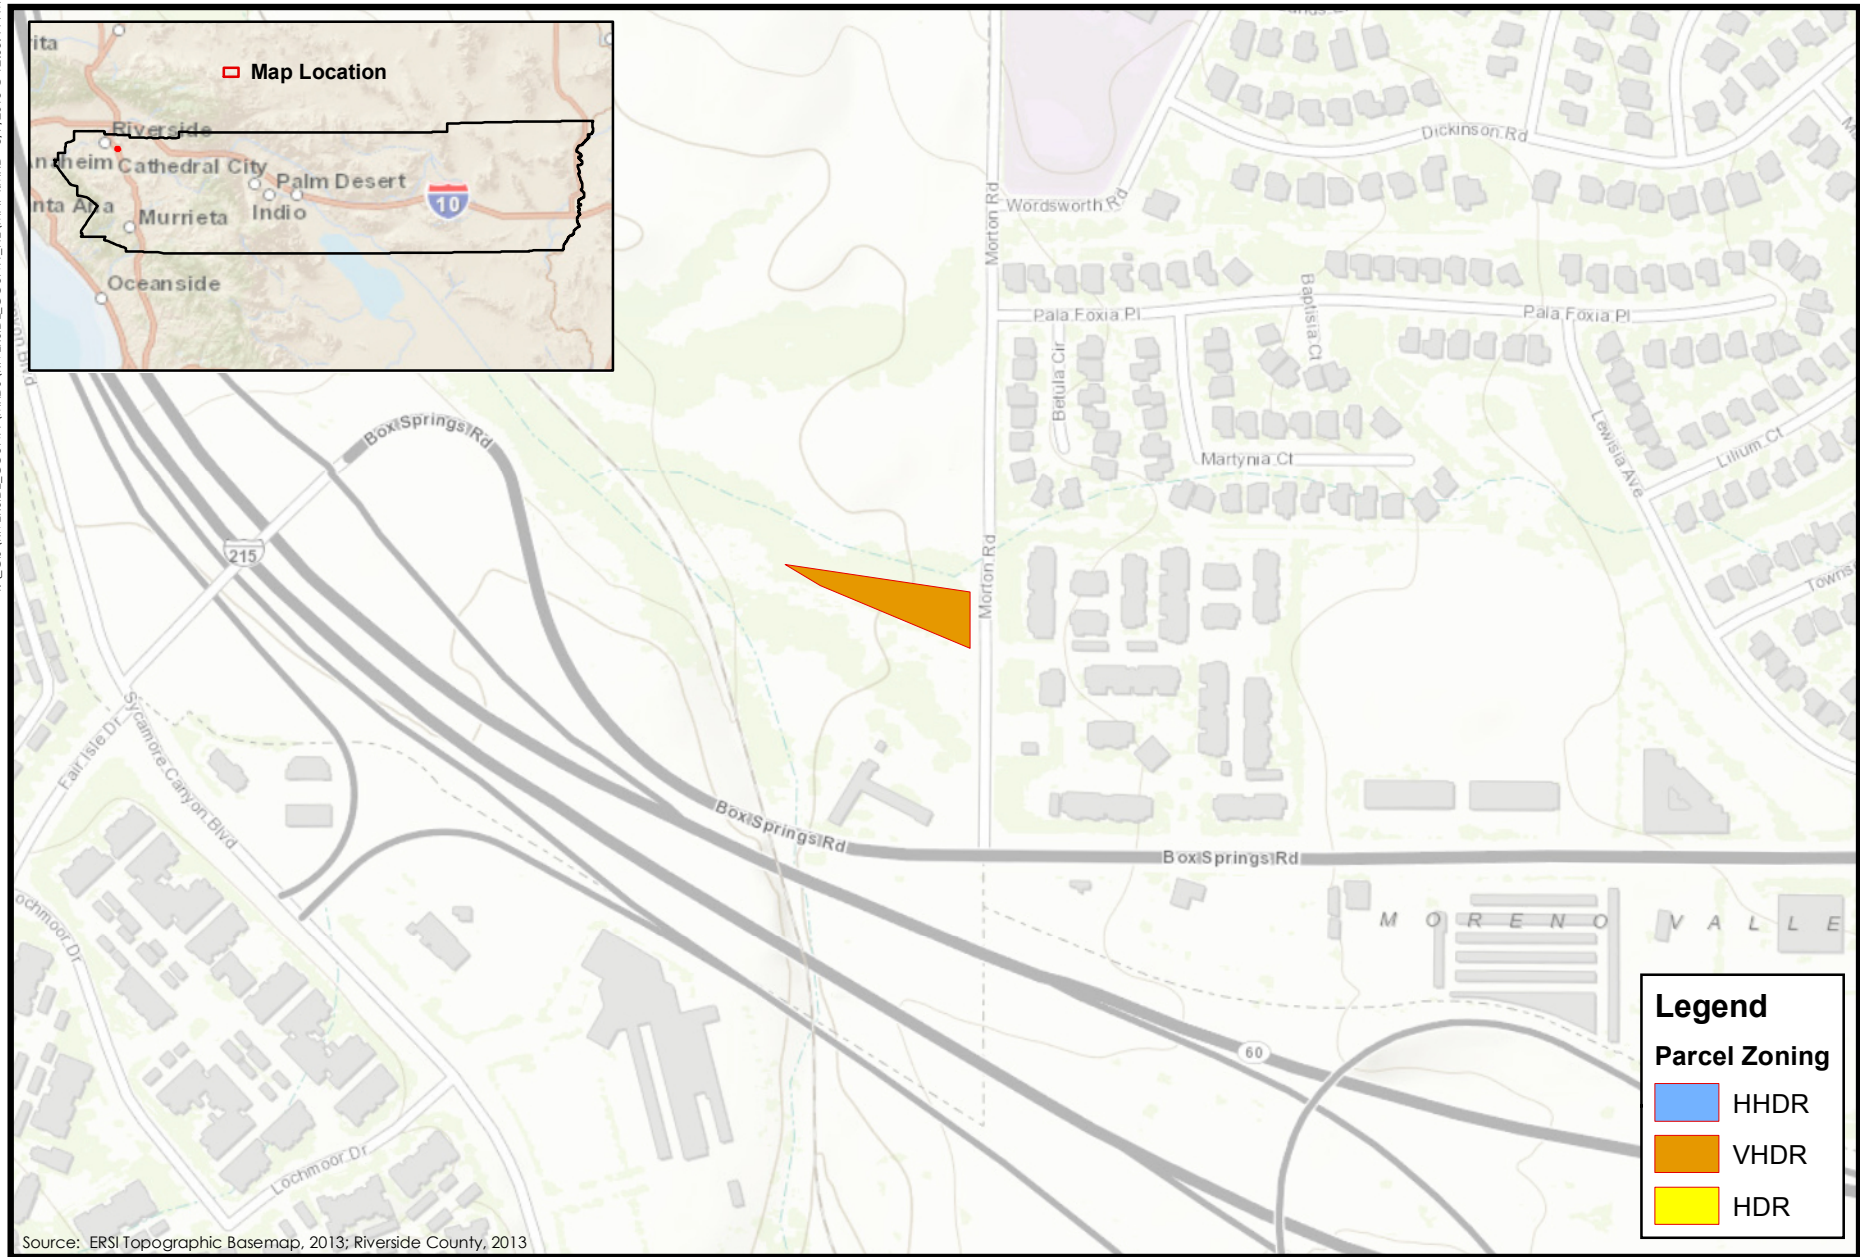 Map Location
rita
Riverside
Cathedral City
Palm Desert
Indio
10
Murrieta
Oceanside
Dickinson Rd
Wordsworth Rd
Morton Rd
Pala Foxia Pl
Pala Foxia Pl
Baptisia Ct
Betula Cir
Martynia Ct
Lewisia Ave
Lilium Ct
Box Springs Rd
215
Morton Rd
Fair Isle Dr
Sycamore Canyon Blvd
Box Springs Rd
Box Springs Rd
MORENO VALLE
60
Lochmoor Dr
Legend
Parcel Zoning
HHDR
VHDR
HDR
Source: ERSI Topographic Basemap, 2013; Riverside County, 2013